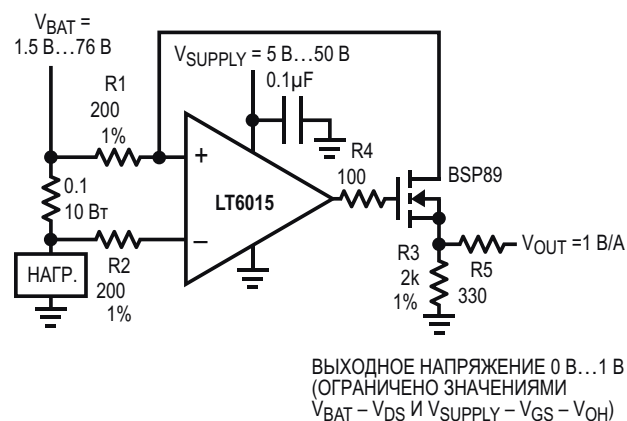 V_BAT =
1.5 В…76 В
V_SUPPLY = 5 В…50 В
0.1µF
R1
200
1%
R4
100
BSP89
+
LT6015
–
0.1
10 Вт
R2
200
1%
НАГР.
V_OUT =1 В/А
R3
2k
1%
R5
330
ВЫХОДНОЕ НАПРЯЖЕНИЕ 0 В…1 В
(ОГРАНИЧЕНО ЗНАЧЕНИЯМИ
V_BAT – V_DS И V_SUPPLY – V_GS – V_OH)